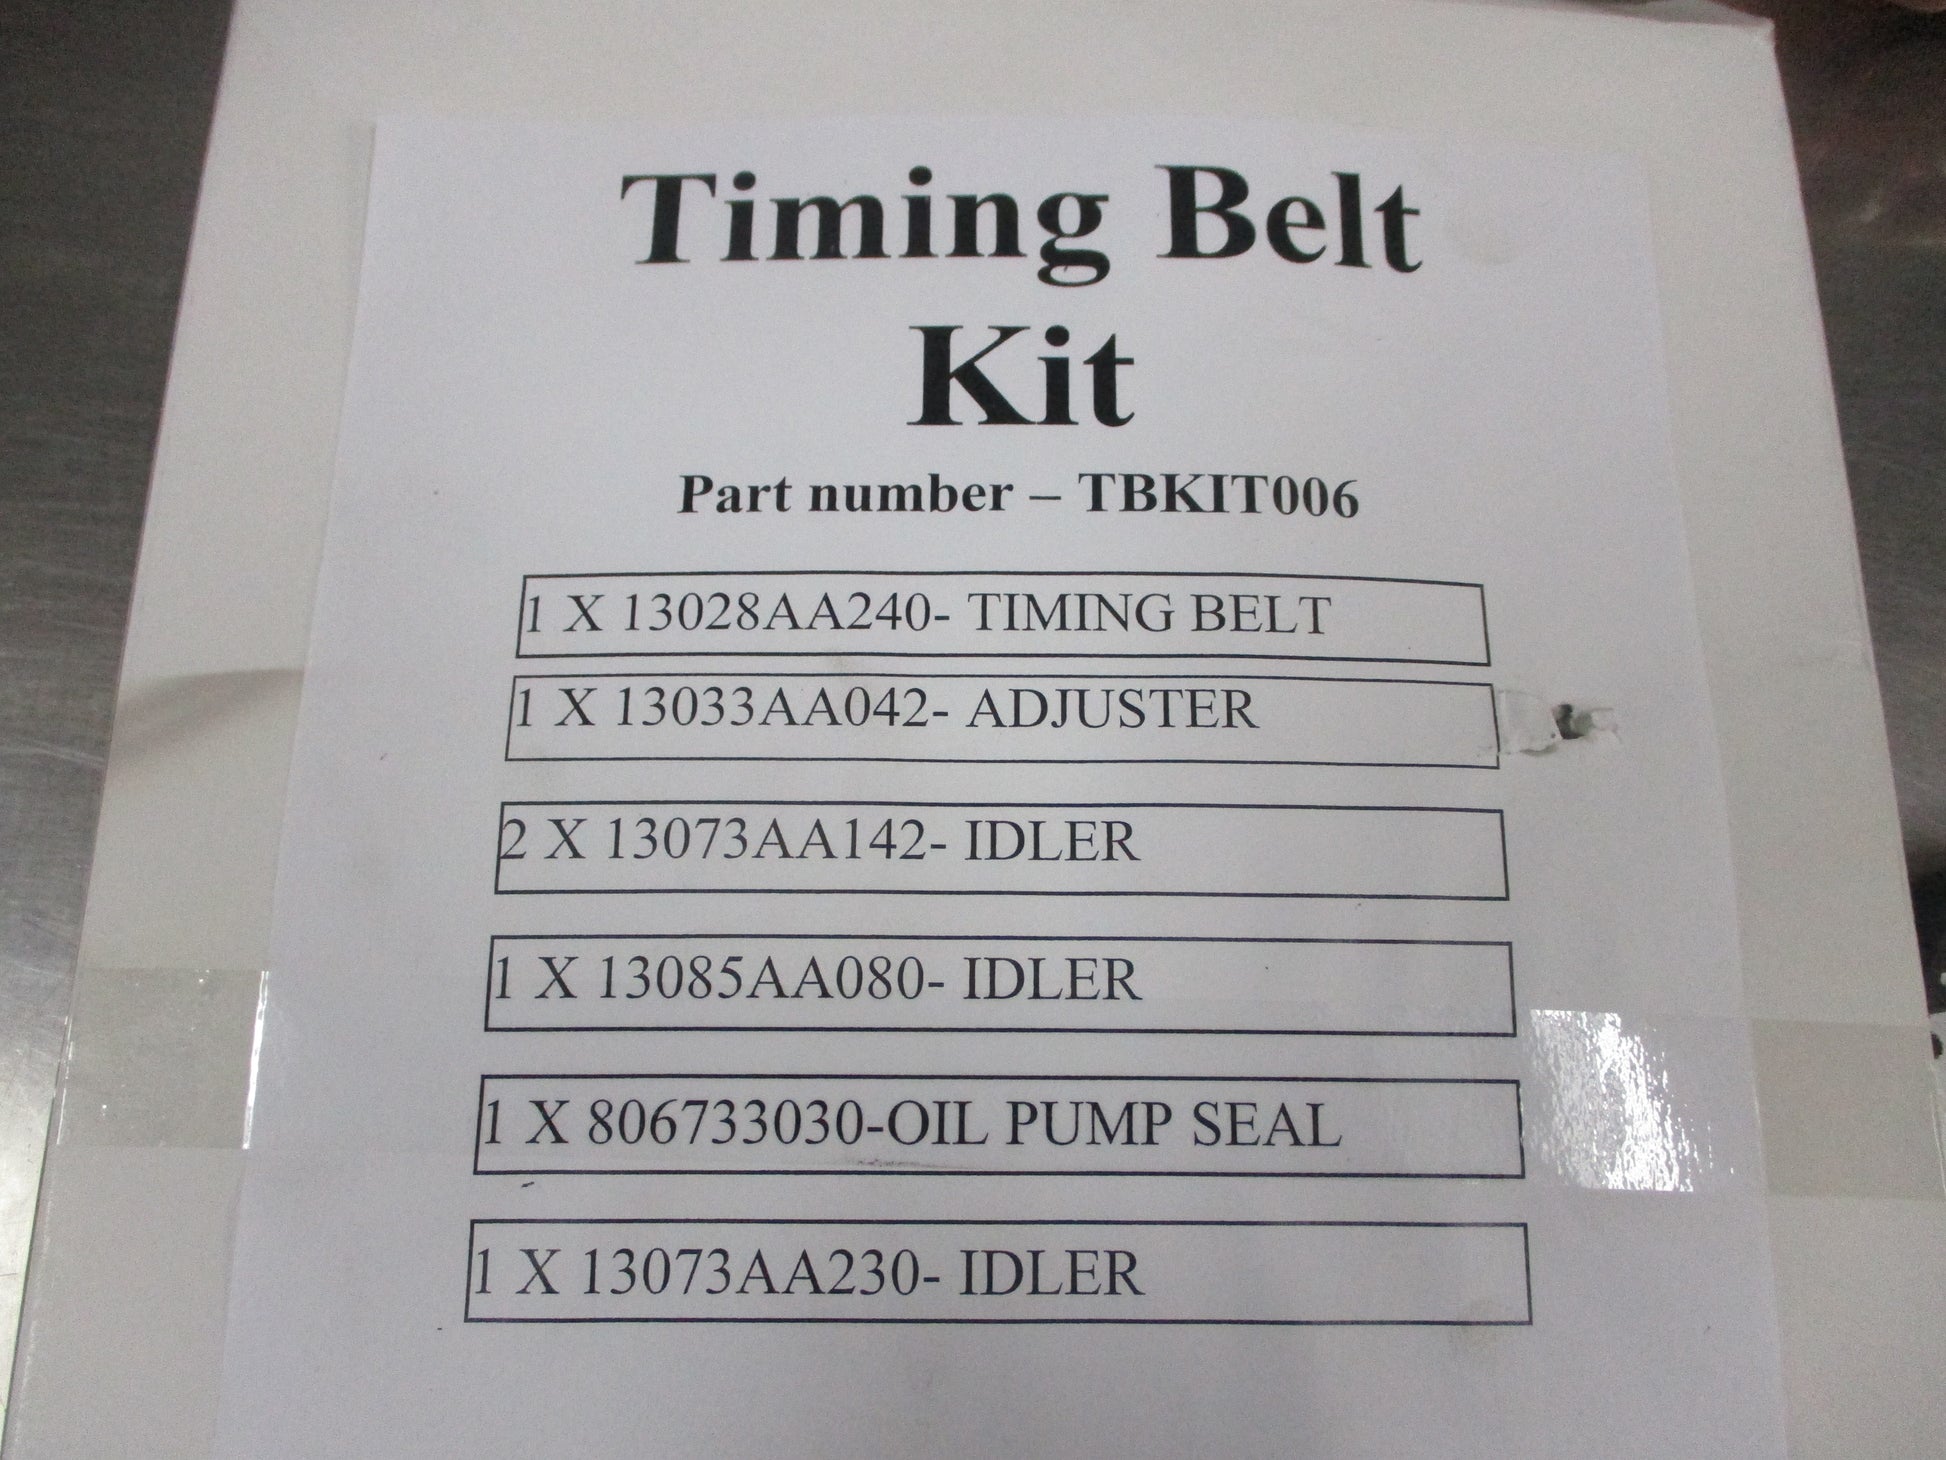 Timing Belt
Kit
Part number – TBKIT006
1 X 13028AA240- TIMING BELT
1 X 13033AA042- ADJUSTER
2 X 13073AA142- IDLER
1 X 13085AA080- IDLER
1 X 806733030-OIL PUMP SEAL
1 X 13073AA230- IDLER